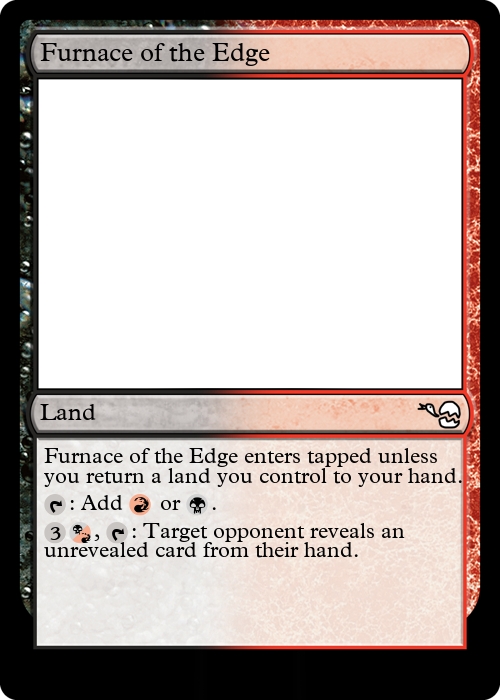 Furnace of the Edge
Land
Furnace of the Edge enters tapped unless
you return a land you control to your hand.
: Add or .
3 , : Target opponent reveals an
unrevealed card from their hand.